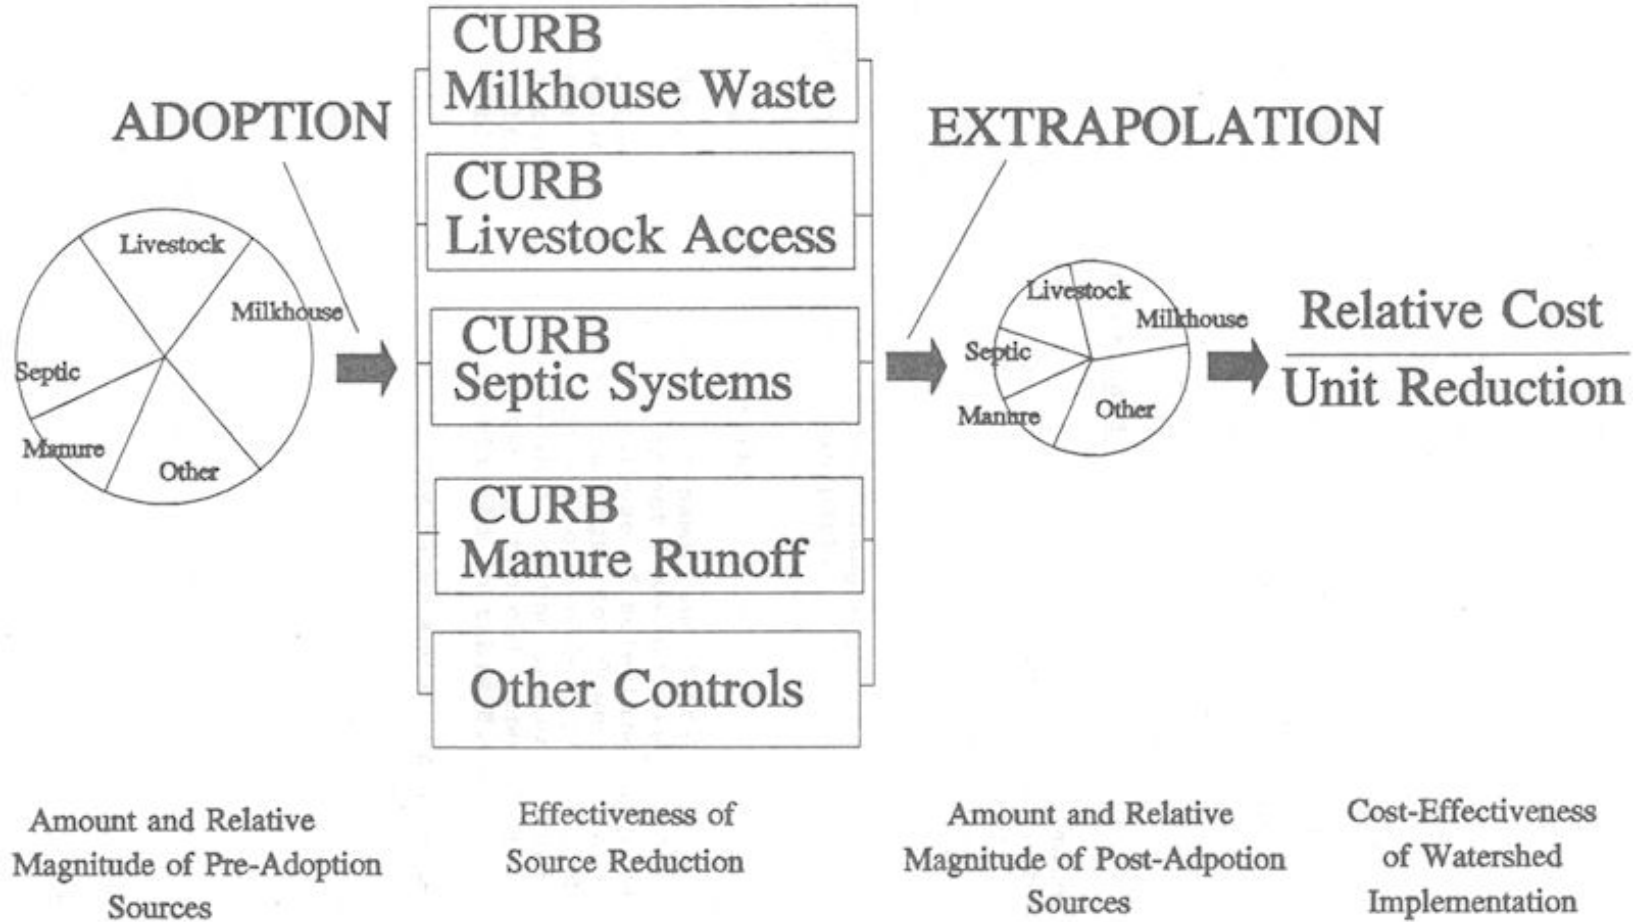 ADOPTION
Livestock
Milkhouse
Septic
Manure
Other
CURB
Milkhouse Waste
CURB
Livestock Access
CURB
Septic Systems
CURB
Manure Runoff
Other Controls
EXTRAPOLATION
Livestock
Milkhouse
Septic
Manure
Other
Relative Cost
Unit Reduction
Amount and Relative
Magnitude of Pre-Adoption
Sources
Effectiveness of
Source Reduction
Amount and Relative
Magnitude of Post-Adpotion
Sources
Cost-Effectiveness
of Watershed
Implementation